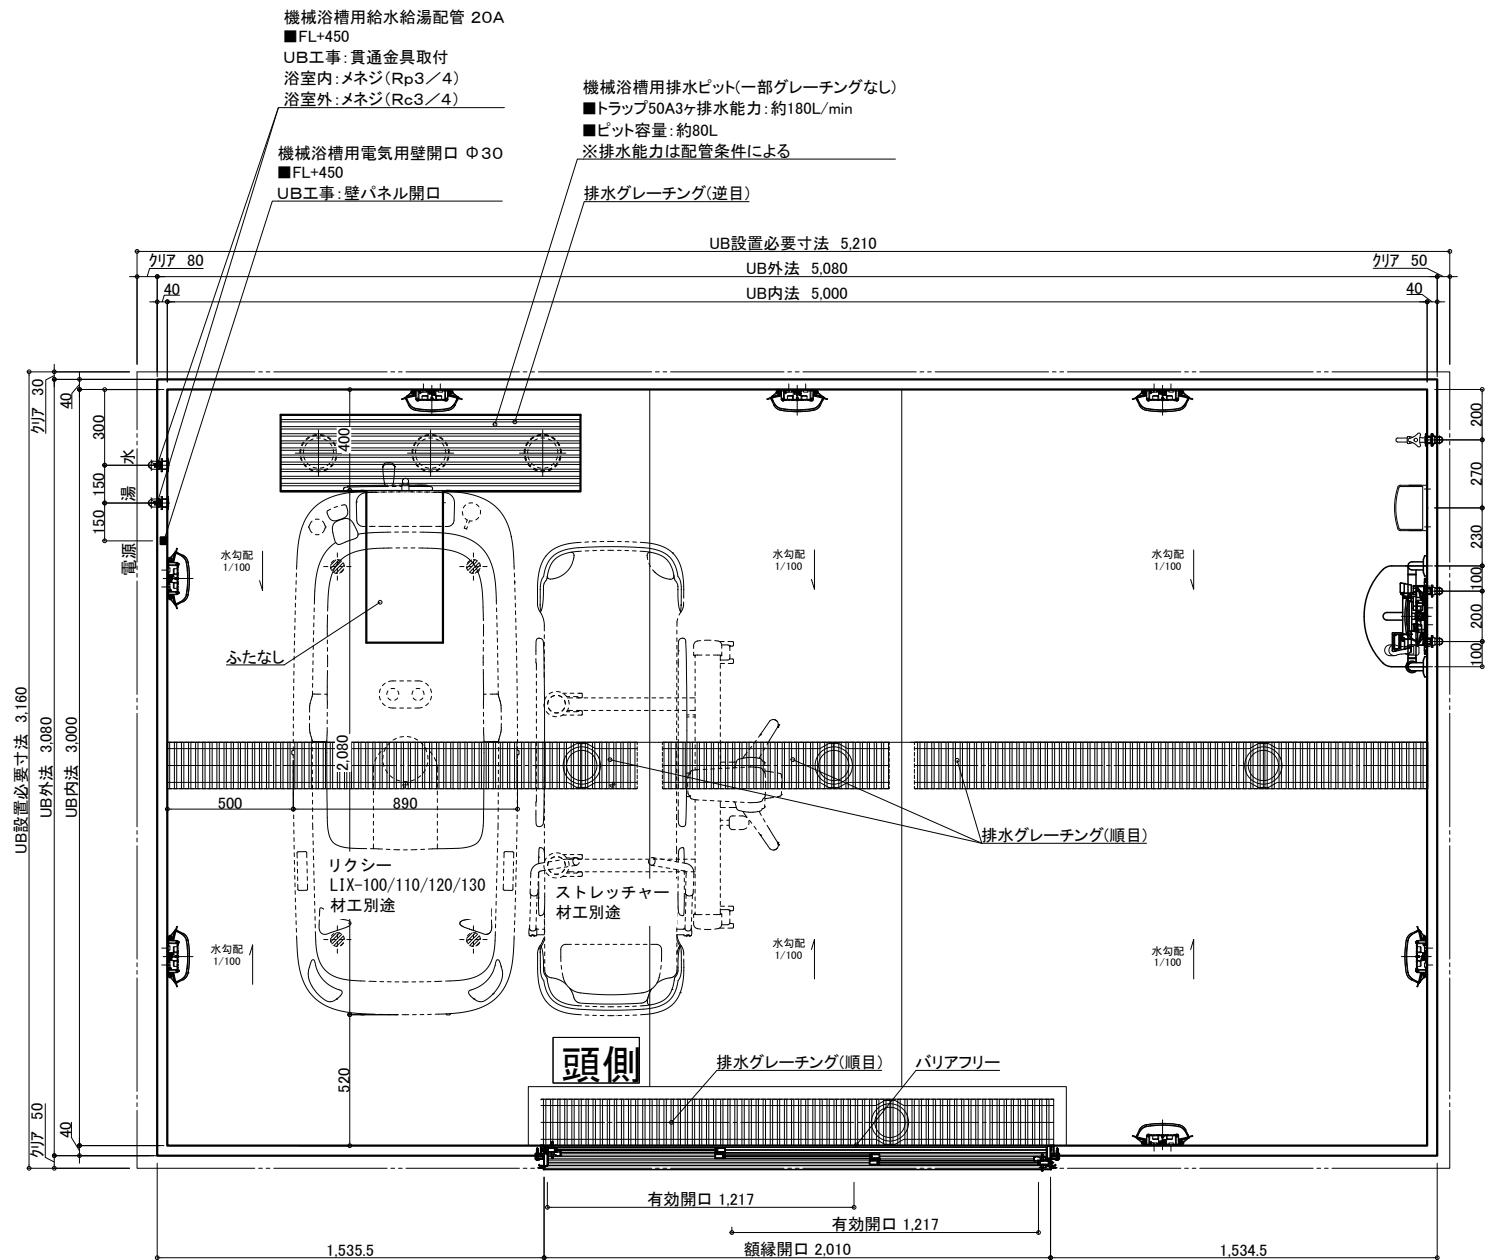 機械浴槽用給水給湯配管 20A
■FL+450
UB工事:貫通金具取付
浴室内:メネジ(Rp3／4)
浴室外:メネジ(Rc3／4)
機械浴槽用電気用壁開口 Φ30
■FL+450
UB工事:壁パネル開口
機械浴槽用排水ピット(一部グレーチングなし)
■トラップ50A3ヶ排水能力:約180L/min
■ピット容量:約80L
※排水能力は配管条件による
排水グレーチング(逆目)
UB設置必要寸法 5,210
クリア 80
UB外法 5,080
クリア 50
40
UB内法 5,000
40
クリア 30
40
300
150
150
水
湯
電源
400
200
270
230
100
200
100
水勾配
1/100
水勾配
1/100
水勾配
1/100
ふたなし
UB設置必要寸法 3,160
UB外法 3,080
UB内法 3,000
2,080
500
890
排水グレーチング(順目)
リクシー
LIX-100/110/120/130
材工別途
ストレッチャー
材工別途
水勾配
1/100
水勾配
1/100
水勾配
1/100
頭側
520
排水グレーチング(順目)
バリアフリー
クリア 50
40
有効開口 1,217
有効開口 1,217
1,535.5
額縁開口 2,010
1,534.5